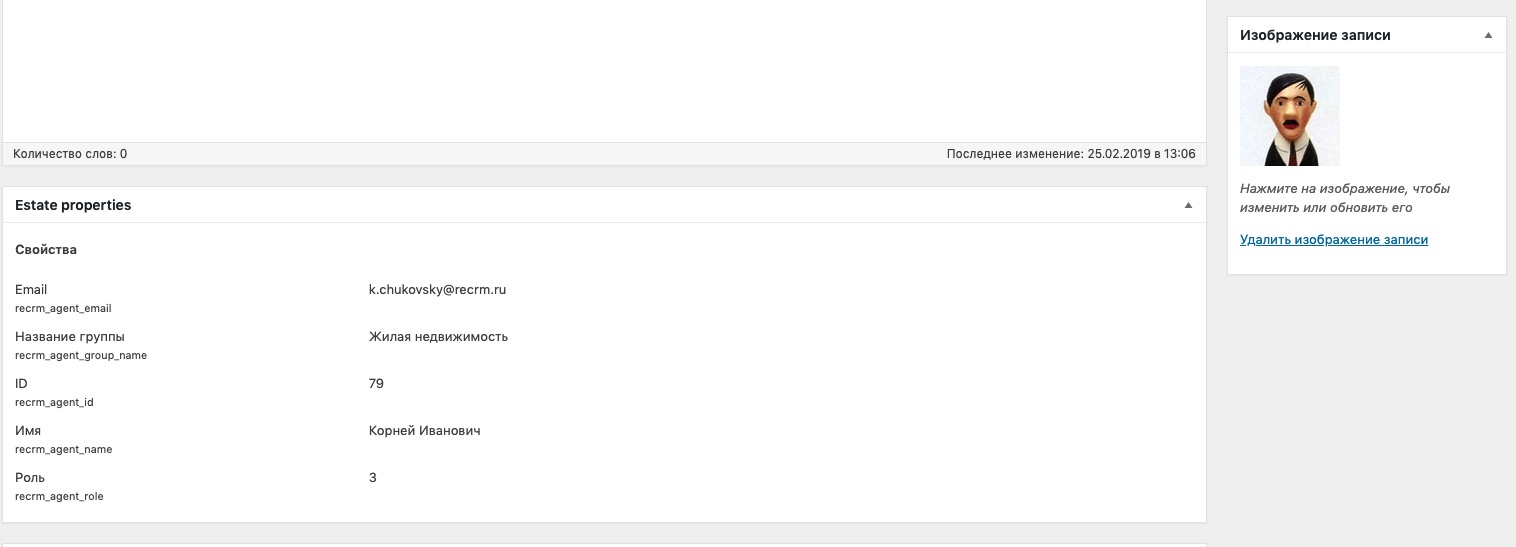 Количество слов: 0
Последнее изменение: 25.02.2019 в 13:06
Estate properties
Свойства
Email
k.chukovsky@recrm.ru
recrm_agent_email
Название группы
Жилая недвижимость
recrm_agent_group_name
ID
79
recrm_agent_id
Имя
Корней Иванович
recrm_agent_name
Роль
3
recrm_agent_role
Изображение записи
Нажмите на изображение, чтобы
изменить или обновить его
Удалить изображение записи